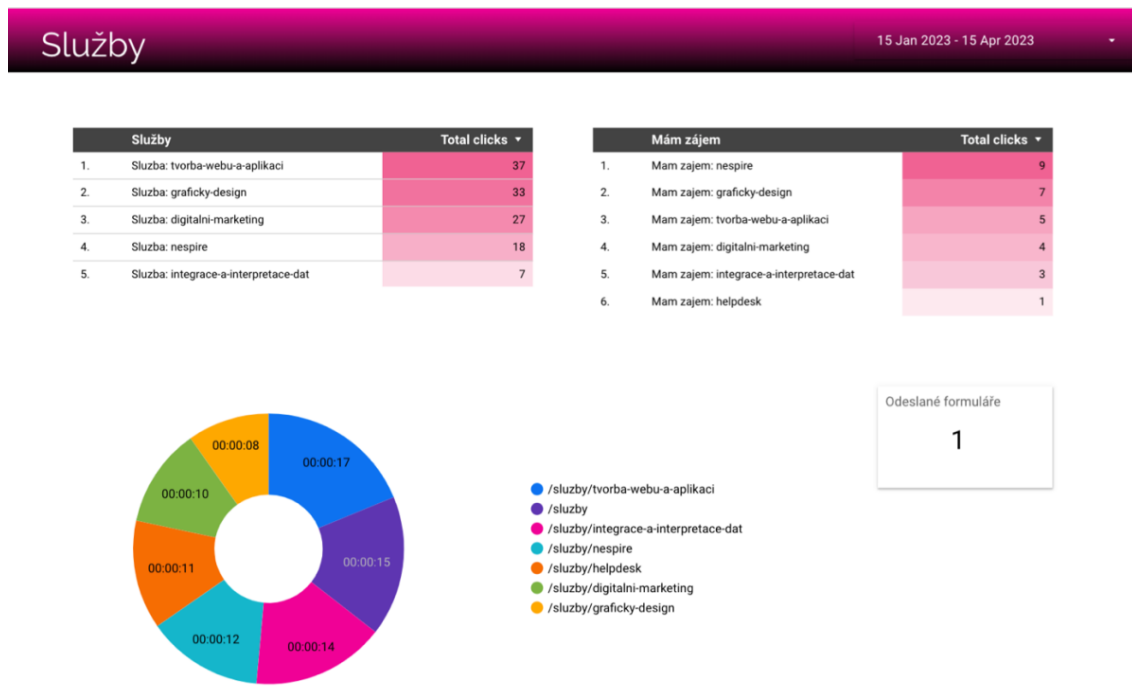 Služby
15 Jan 2023 - 15 Apr 2023
Služby Total clicks
1. Sluzba: tvorba-webu-a-aplikaci 37
2. Sluzba: graficky-design 33
3. Sluzba: digitalni-marketing 27
4. Sluzba: nespire 18
5. Sluzba: integrace-a-interpretace-dat 7
Mám zájem Total clicks
1. Mam zajem: nespire 9
2. Mam zajem: graficky-design 7
3. Mam zajem: tvorba-webu-a-aplikaci 5
4. Mam zajem: digitalni-marketing 4
5. Mam zajem: integrace-a-interpretace-dat 3
6. Mam zajem: helpdesk 1
00:00:17
00:00:15
00:00:14
00:00:12
00:00:11
00:00:10
00:00:08
/sluzby/tvorba-webu-a-aplikaci
/sluzby
/sluzby/integrace-a-interpretace-dat
/sluzby/nespire
/sluzby/helpdesk
/sluzby/digitalni-marketing
/sluzby/graficky-design
Odeslané formuláře
1